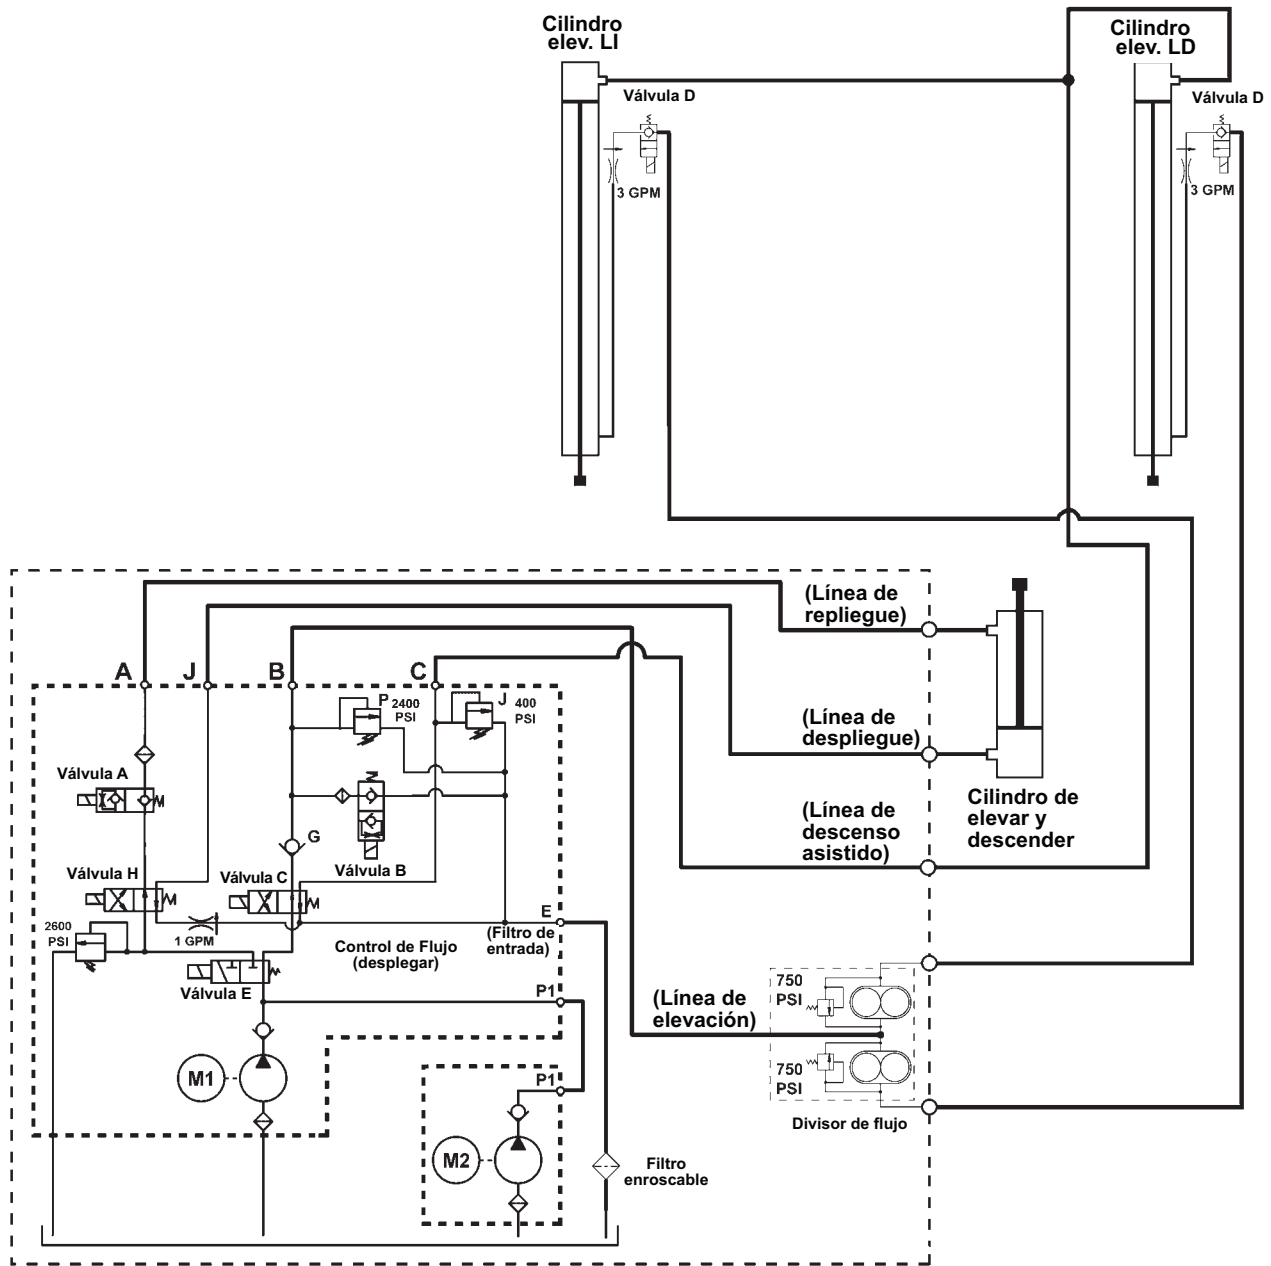 Cilindro
elev. LI
Cilindro
elev. LD
Válvula D
Válvula D
3 GPM
3 GPM
(Línea de
repliegue)
A
J
B
C
P
2400
PSI
J
400
PSI
(Línea de
despliegue)
Válvula A
Cilindro de
elevar y
descender
(Línea de
descenso
asistido)
G
Válvula H
Válvula C
Válvula B
2600
PSI
1 GPM
E
(Filtro de
entrada)
Control de Flujo
(desplegar)
Válvula E
P1
(Línea de
elevación)
750
PSI
750
PSI
M1
P1
Divisor de flujo
M2
Filtro
enroscable